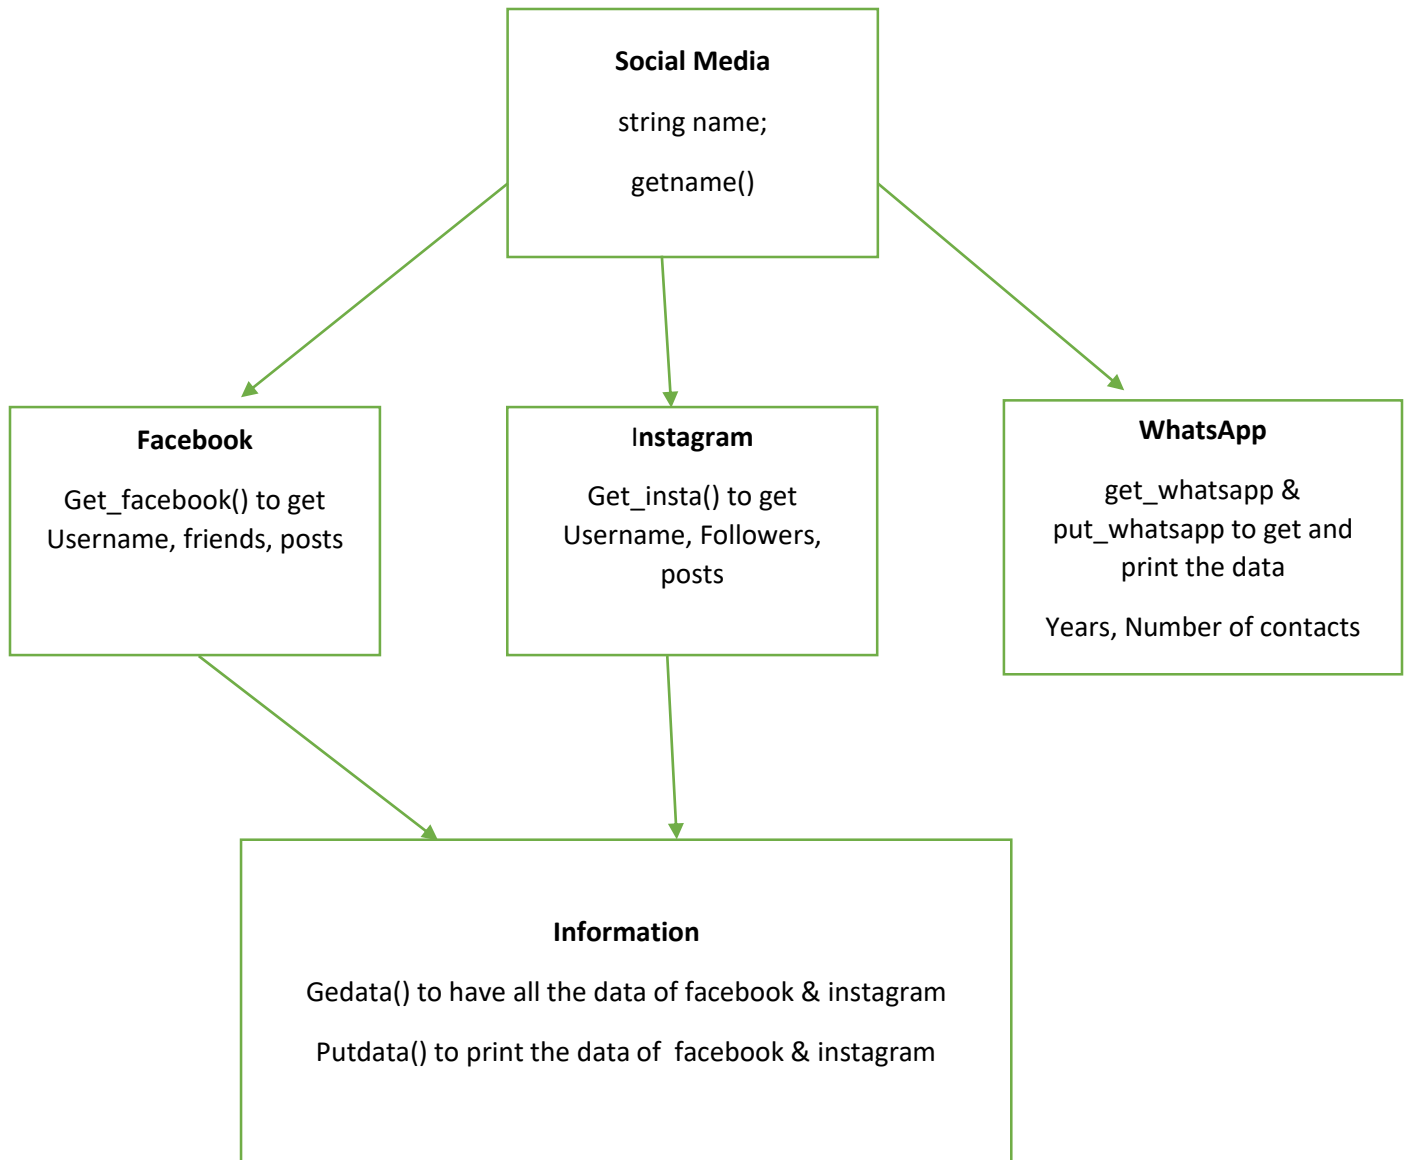 Social Media
string name;
getname()
Facebook
Get_facebook() to get
Username, friends, posts
Instagram
Get_insta() to get
Username, Followers,
posts
WhatsApp
get_whatsapp &
put_whatsapp to get and
print the data
Years, Number of contacts
Information
Gedata() to have all the data of facebook & instagram
Putdata() to print the data of  facebook & instagram